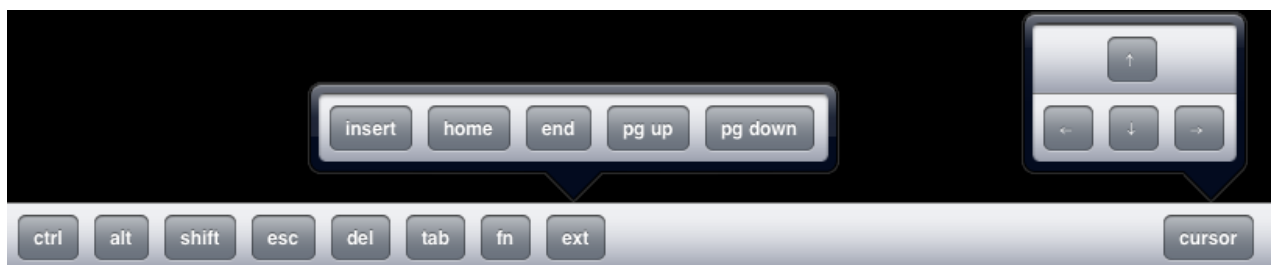 ↑
insert home end pg up pg down
← ↓ →
ctrl alt shift esc del tab fn ext
cursor